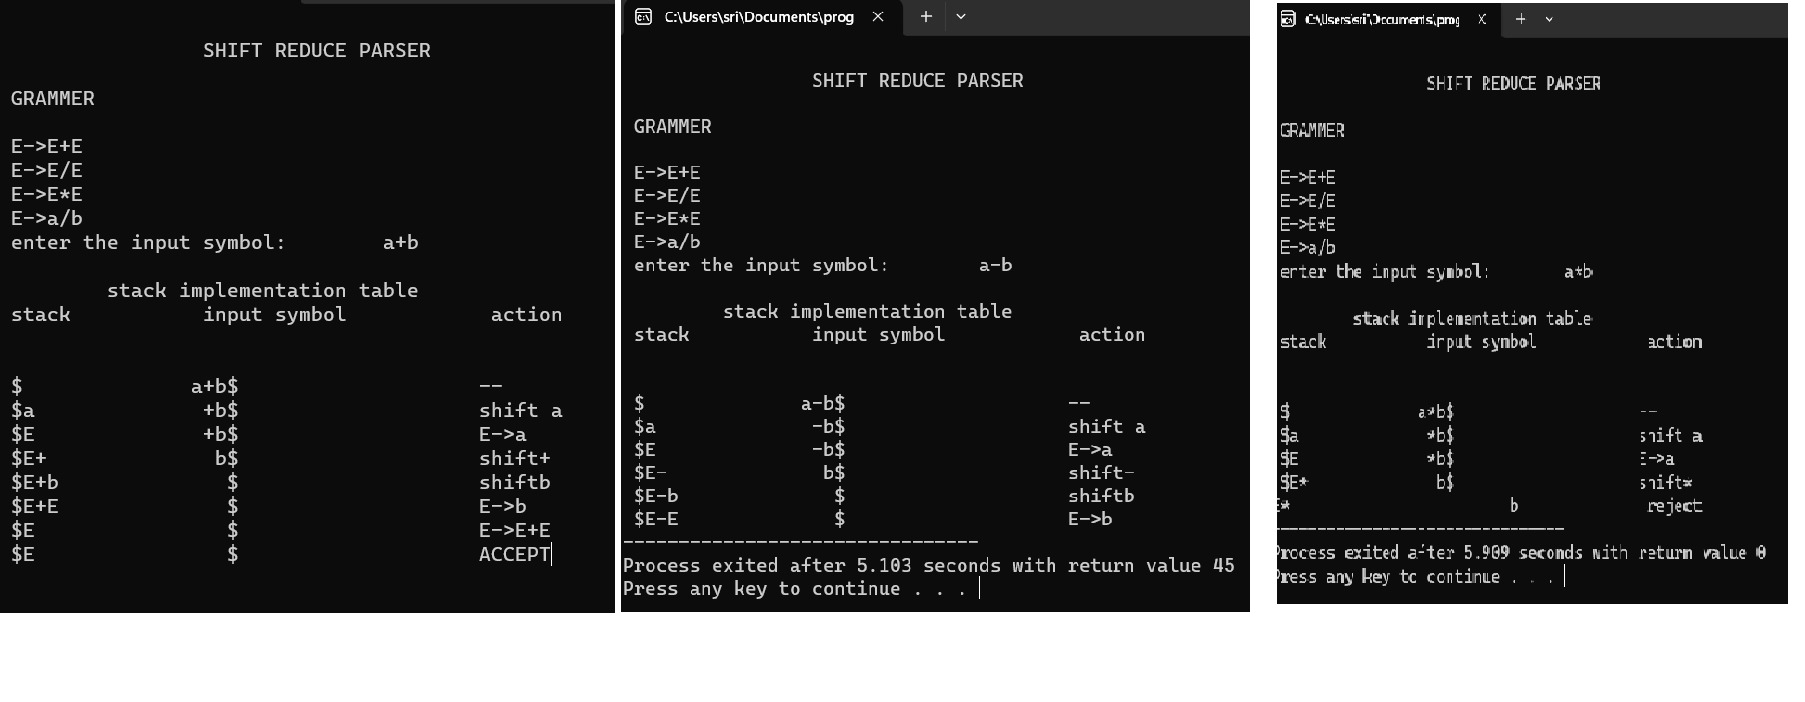 SHIFT REDUCE PARSER
GRAMMER
E->E+E
E->E/E
E->E*E
E->a/b
enter the input symbol: a+b
stack implementation table
stack input symbol action
$ a+b$ --
$a +b$ shift a
$E +b$ E->a
$E+ b$ shift+
$E+b $ shiftb
$E+E $ E->b
$E $ E->E+E
$E $ ACCEPT
C:\Users\sri\Documents\prog
SHIFT REDUCE PARSER
GRAMMER
E->E+E
E->E/E
E->E*E
E->a/b
enter the input symbol: a-b
stack implementation table
stack input symbol action
$ a-b$ --
$a -b$ shift a
$E -b$ E->a
$E- b$ shift-
$E-b $ shiftb
$E-E $ E->b
--------------------------------
Process exited after 5.103 seconds with return value 45
Press any key to continue . . .
C:\Users\sri\Documents\prog
SHIFT REDUCE PARSER
GRAMMER
E->E+E
E->E/E
E->E*E
E->a/b
enter the input symbol: a*b
stack implementation table
stack input symbol action
$ a*b$ --
$a *b$ shift a
$E *b$ E->a
$E* b$ shift*
E* b reject
--------------------------------
Process exited after 5.909 seconds with return value 0
Press any key to continue . . .